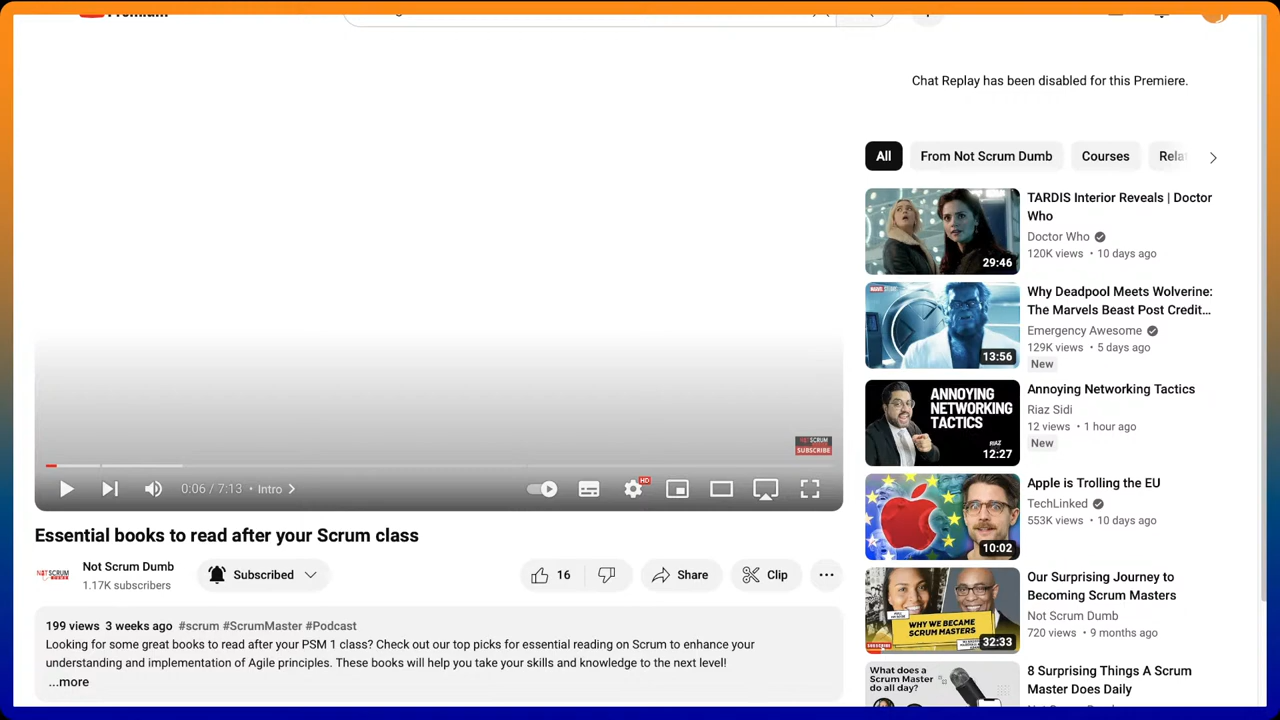 Chat Replay has been disabled for this Premiere.
All
From Not Scrum Dumb
Courses
Rela
TARDIS Interior Reveals | Doctor
Who
Doctor Who
120K views • 10 days ago
29:46
Why Deadpool Meets Wolverine:
The Marvels Beast Post Credit...
Emergency Awesome
129K views • 5 days ago
New
13:56
ANNOYING
NETWORKING
TACTICS
RIAZ
12:27
Annoying Networking Tactics
Riaz Sidi
12 views • 1 hour ago
New
10:02
Apple is Trolling the EU
TechLinked
553K views • 10 days ago
WHY WE BECAME
SCRUM MASTERS
32:33
Our Surprising Journey to
Becoming Scrum Masters
Not Scrum Dumb
720 views • 9 months ago
What does a
Scrum Master
do all day?
8 Surprising Things A Scrum
Master Does Daily
NOT SCRUM
SUBSCRIBE
0:06 / 7:13 • Intro
HD
Essential books to read after your Scrum class
NOT SCRUM
Not Scrum Dumb
1.17K subscribers
Subscribed
16
Share
Clip
199 views 3 weeks ago #scrum #ScrumMaster #Podcast
Looking for some great books to read after your PSM 1 class? Check out our top picks for essential reading on Scrum to enhance your
understanding and implementation of Agile principles. These books will help you take your skills and knowledge to the next level!
...more